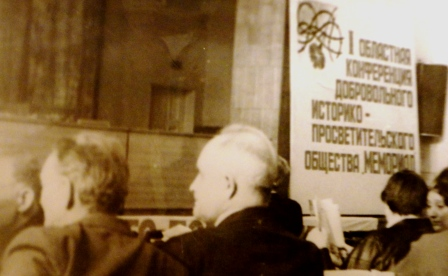 I ОБЛАСТНАЯ
КОНФЕРЕНЦИЯ
ДОБРОВОЛЬНОГО
ИСТОРИКО-
ПРОСВЕТИТЕЛЬСКОГО
ОБЩЕСТВА „МЕМОРИАЛ